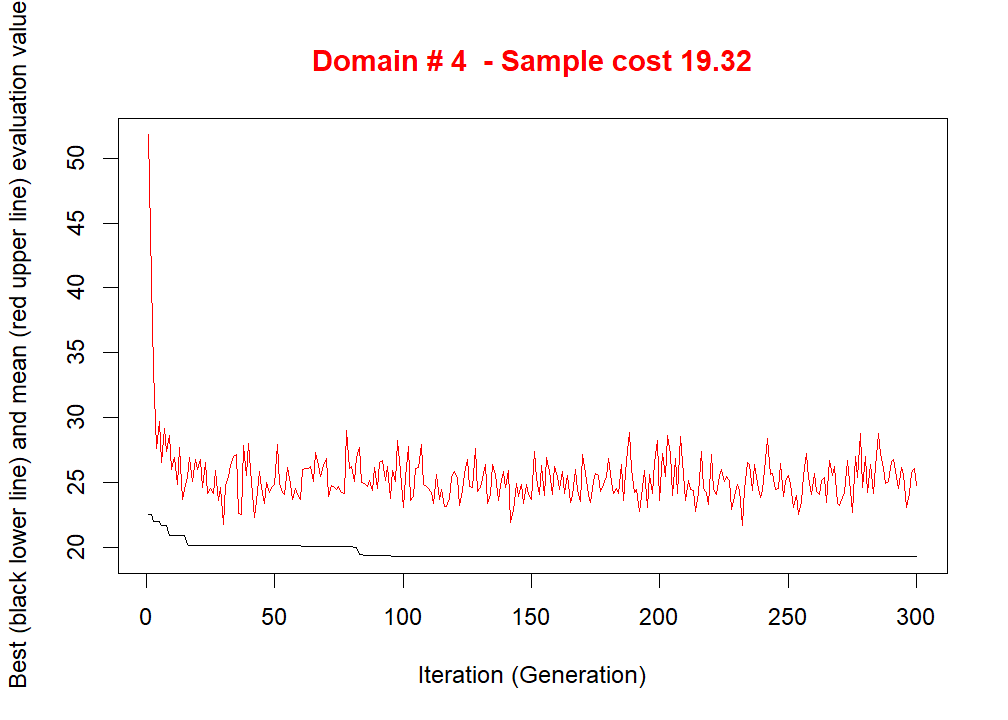 Domain # 4  - Sample cost 19.32
Best (black lower line) and mean (red upper line) evaluation value
50
45
40
35
30
25
20
0 50 100 150 200 250 300
Iteration (Generation)